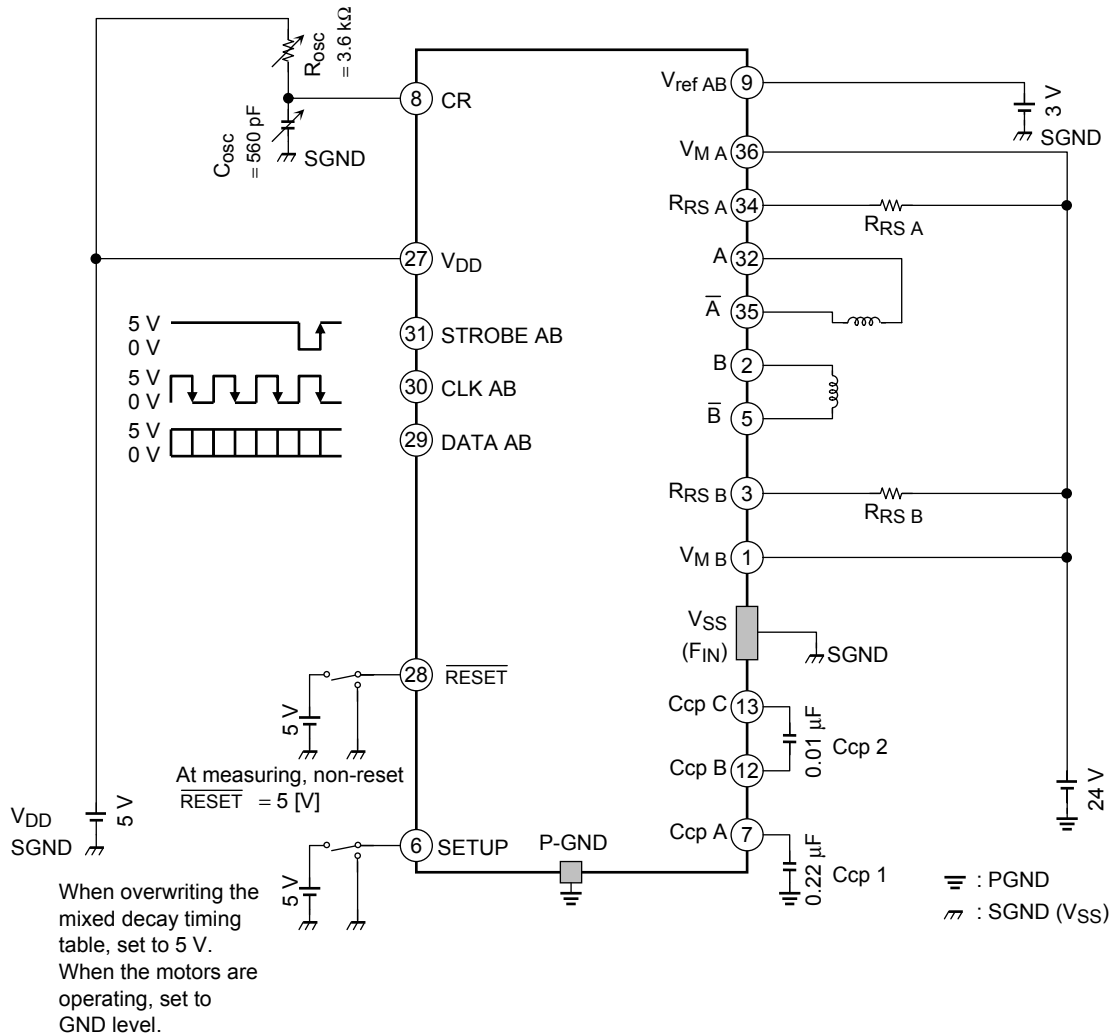 Rosc
= 3.6 kΩ
Cosc
= 560 pF
SGND
8
CR
27
VDD
5 V
0 V
31
STROBE AB
5 V
0 V
30
CLK AB
5 V
0 V
29
DATA AB
28
RESET
5 V
At measuring, non-reset
RESET = 5 [V]
VDD
SGND
5 V
6
SETUP
5 V
When overwriting the
mixed decay timing
table, set to 5 V.
When the motors are
operating, set to
GND level.
P-GND
Vref AB
9
3 V
SGND
VM A
36
RRS A
34
RRS A
A
32
A
35
B
2
B
5
RRS B
3
RRS B
VM B
1
VSS
(FIN)
SGND
Ccp C
13
0.01 µF
Ccp 2
Ccp B
12
Ccp A
7
0.22 µF
Ccp 1
24 V
: PGND
: SGND (VSS)